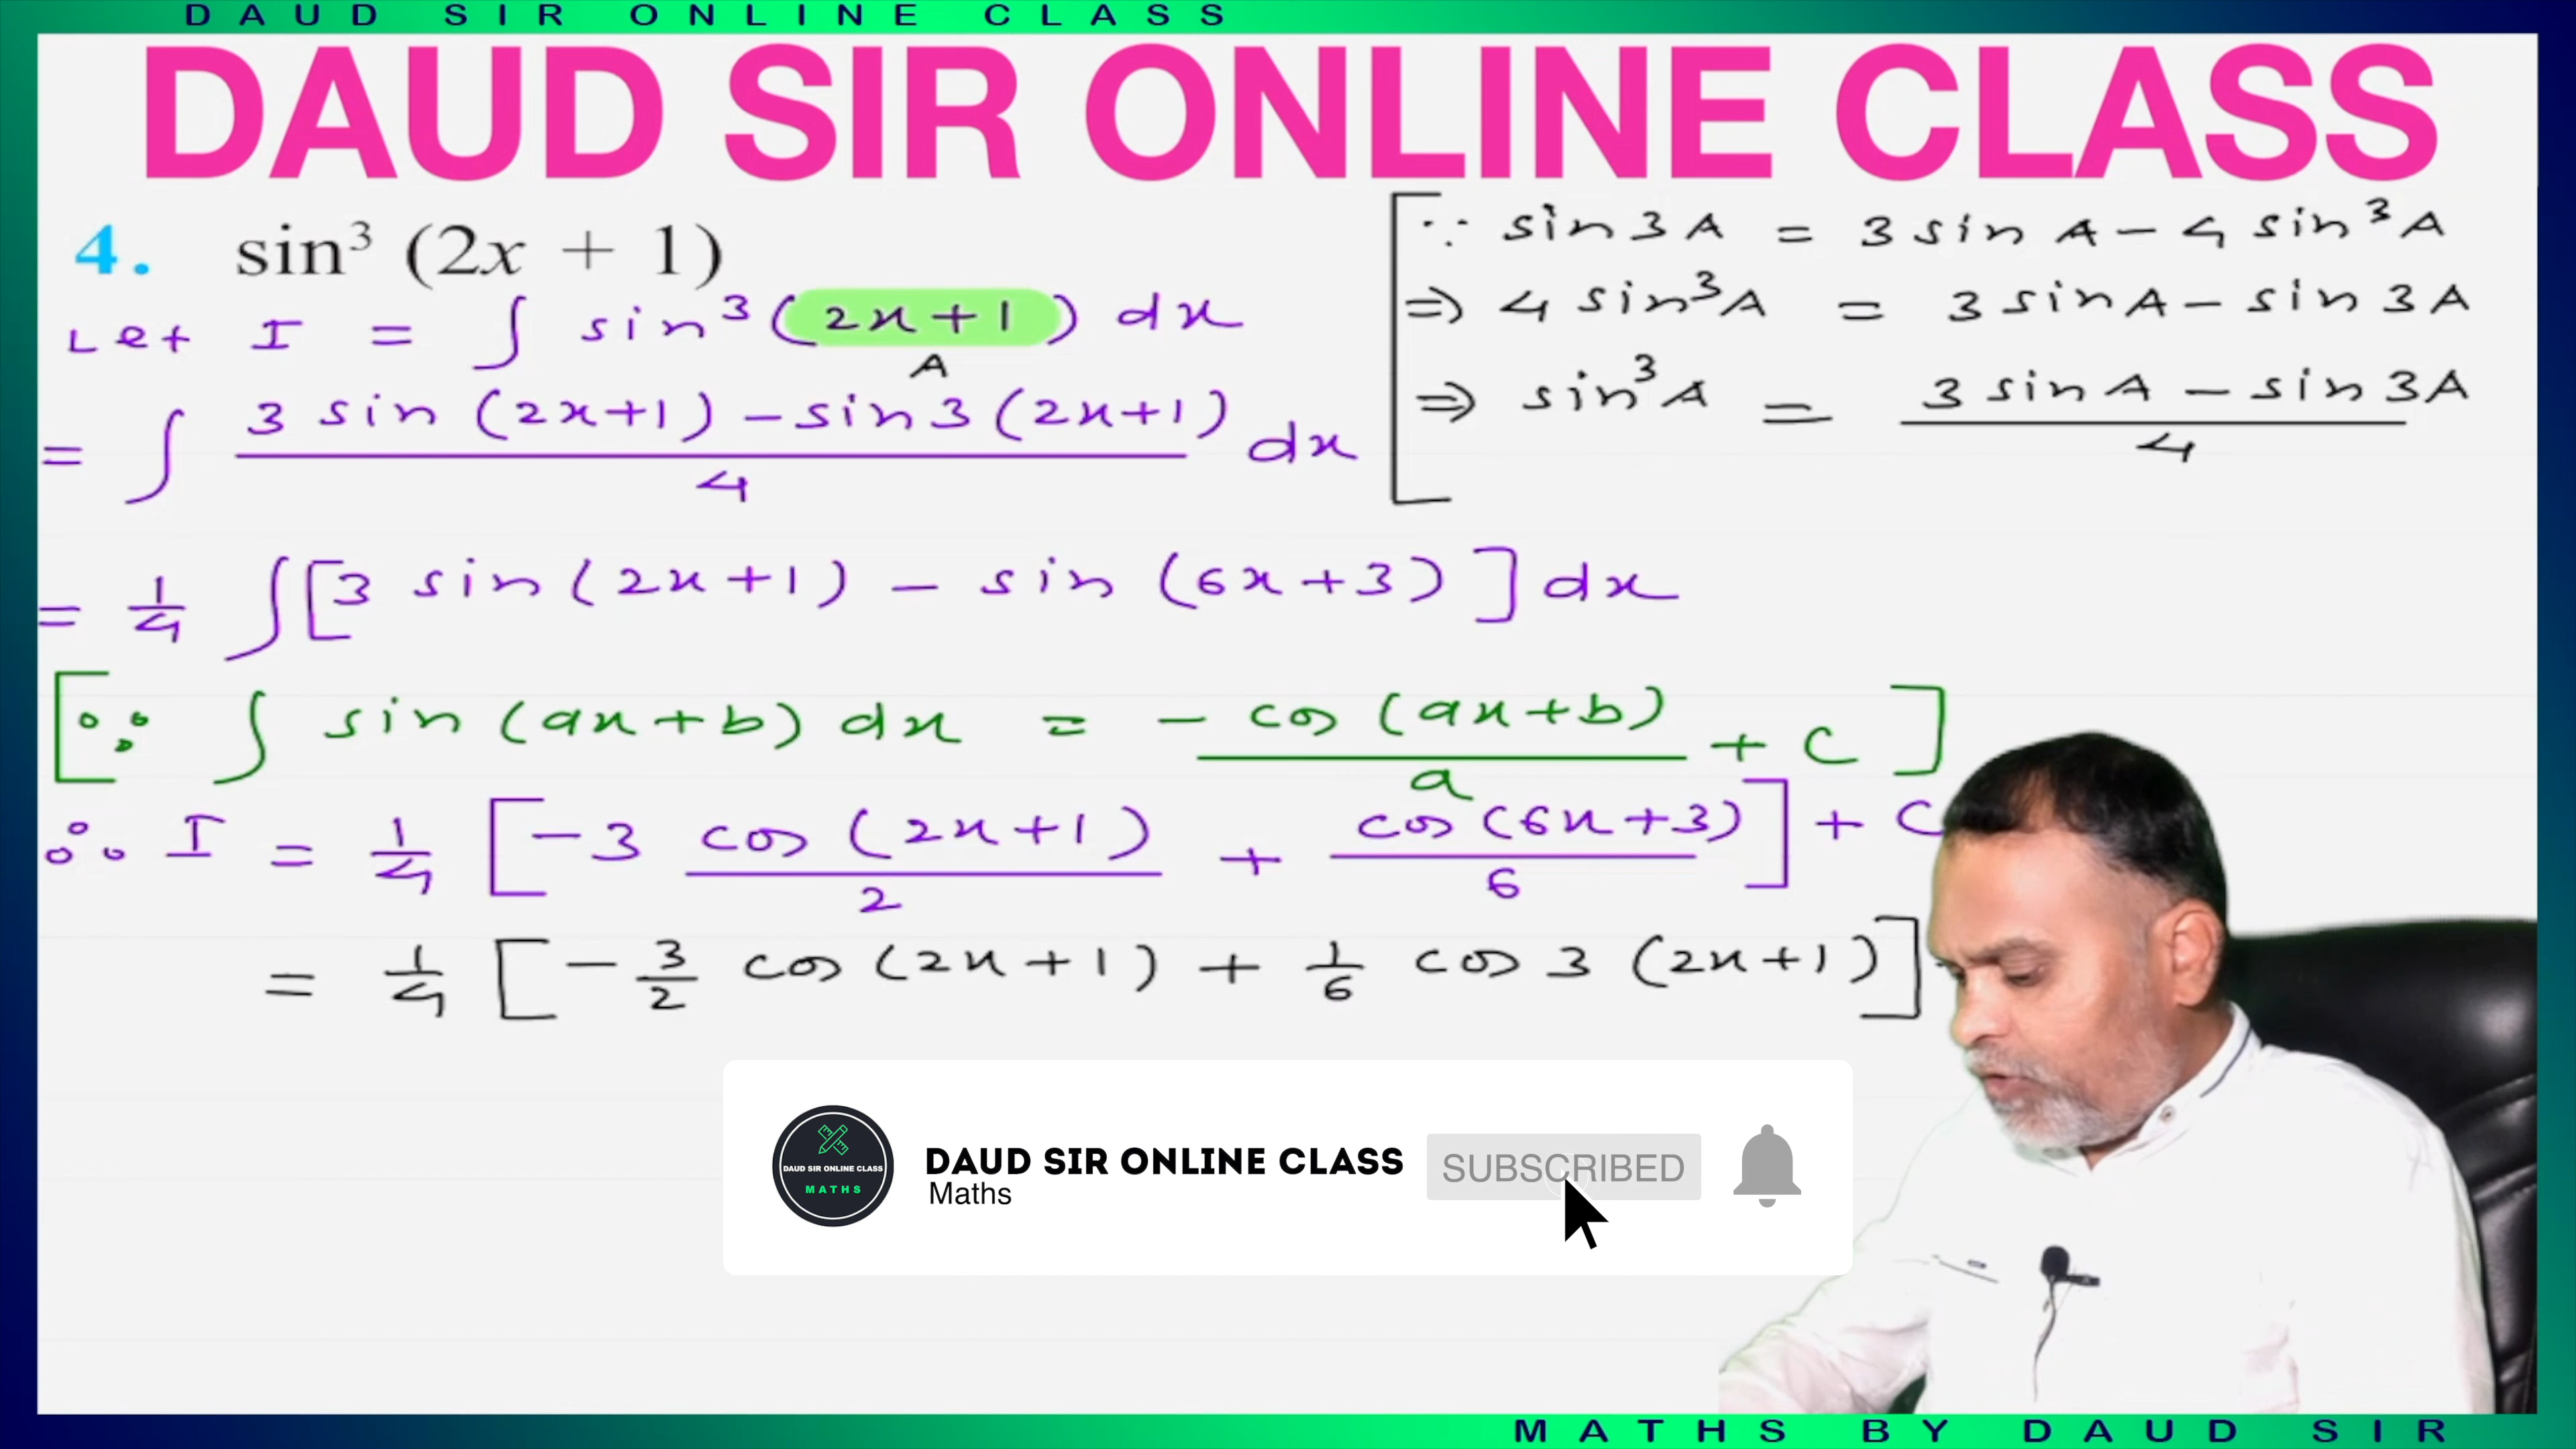 DAUD SIR ONLINE CLASS
DAUD SIR ONLINE CLASS
4. sin³ (2x + 1)
Let I = ∫ sin³(2x+1) dx
A
= ∫ (3 sin (2x+1) - sin 3 (2x+1))/4 dx
∵ sin 3A = 3 sin A - 4 sin³A
⇒ 4 sin³A = 3 sin A - sin 3A
⇒ sin³A = (3 sin A - sin 3A)/4
= 1/4 ∫[3 sin(2x+1) - sin (6x+3)] dx
[∵ ∫ sin (ax+b) dx = - cos (ax+b)/a + C]
∴ I = 1/4 [-3 cos (2x+1)/2 + cos (6x+3)/6] + C
= 1/4 [-3/2 cos (2x+1) + 1/6 cos 3 (2x+1)]
DAUD SIR ONLINE CLASS
MATHS
DAUD SIR ONLINE CLASS
Maths
SUBSCRIBED
MATHS BY DAUD SIR